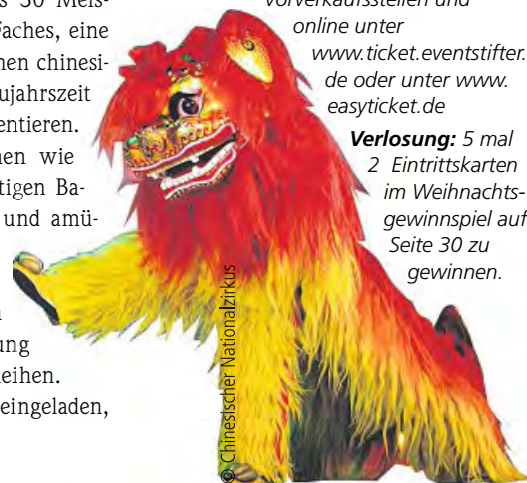 30 Meis-
Faches, eine
nen chinesi-
ujahrszeit
entieren.
nen wie
tigen Ba-
und amü-
ung
eihen.
eingeladen,
Vorverkaufsstellen und
online unter
www.ticket.eventstifter.
de oder unter www.
easyticket.de
Verlosung: 5 mal
2 Eintrittskarten
im Weihnachts-
gewinnspiel auf
Seite 30 zu
gewinnen.
© Chinesischer Nationalzirkus